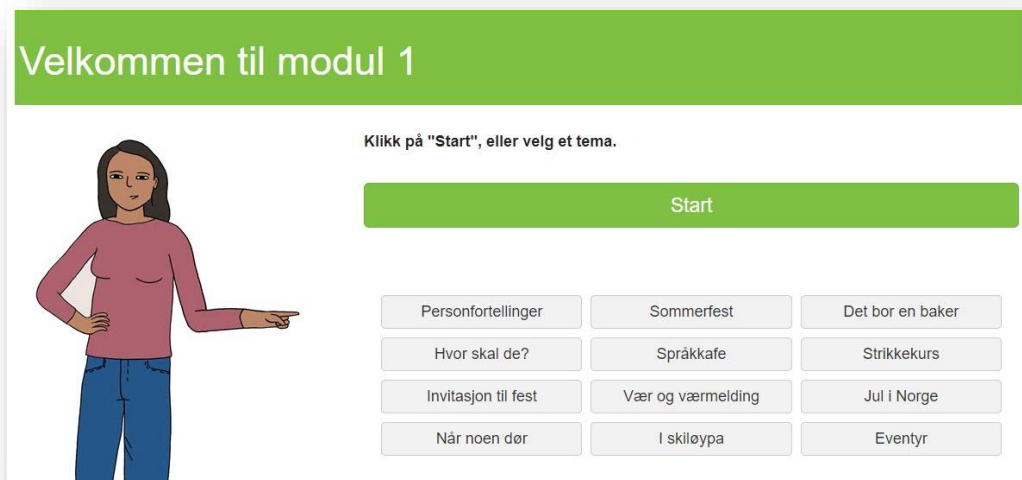 Velkommen til modul 1
Klikk på "Start", eller velg et tema.
Start
Personfortellinger
Sommerfest
Det bor en baker
Hvor skal de?
Språkkafe
Strikkekurs
Invitasjon til fest
Vær og værmelding
Jul i Norge
Når noen dør
I skiløypa
Eventyr